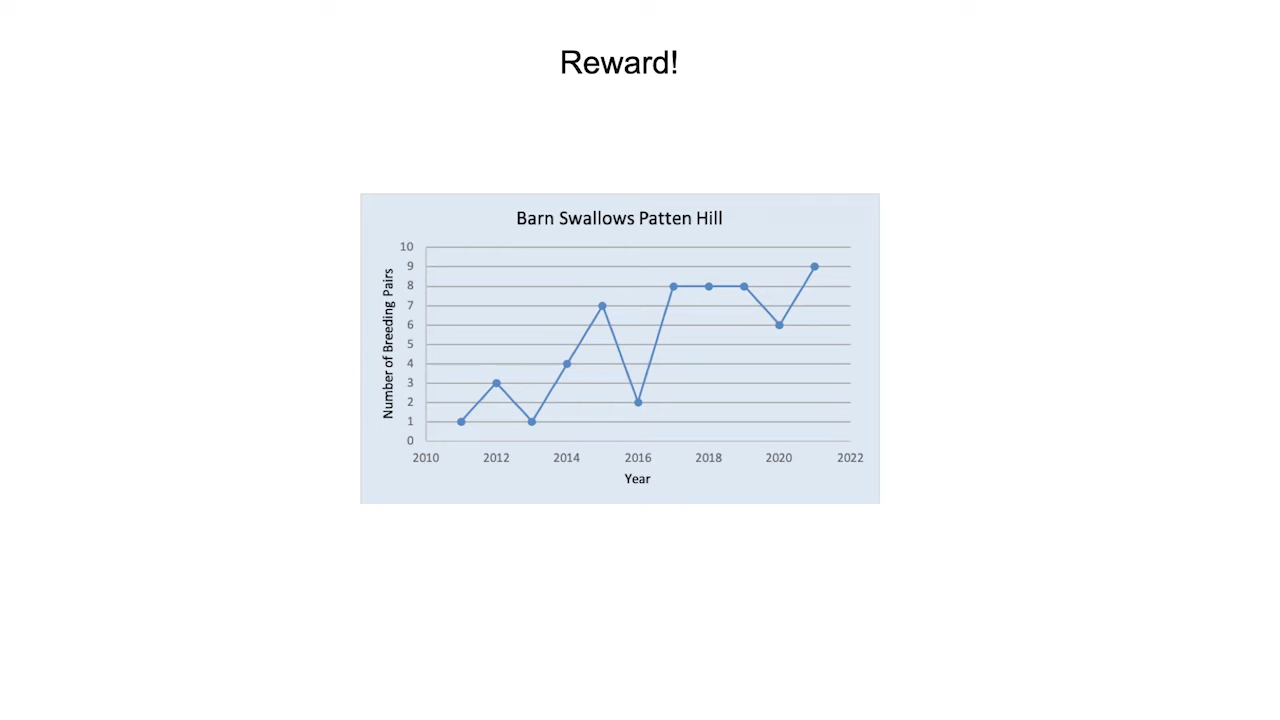 Reward!
Barn Swallows Patten Hill
Number of Breeding Pairs
10
9
8
7
6
5
4
3
2
1
0
2010 2012 2014 2016 2018 2020 2022
Year